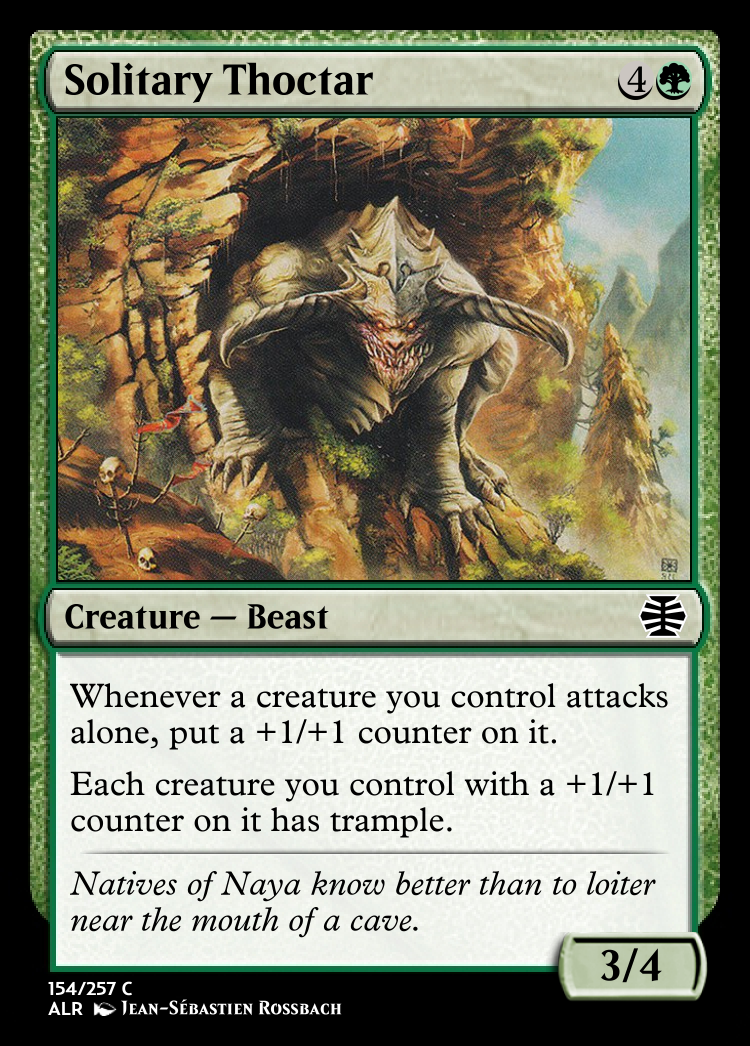 Solitary Thoctar 4
Creature — Beast
Whenever a creature you control attacks
alone, put a +1/+1 counter on it.
Each creature you control with a +1/+1
counter on it has trample.
Natives of Naya know better than to loiter
near the mouth of a cave.
3/4
154/257 C
ALR Jean-Sébastien Rossbach